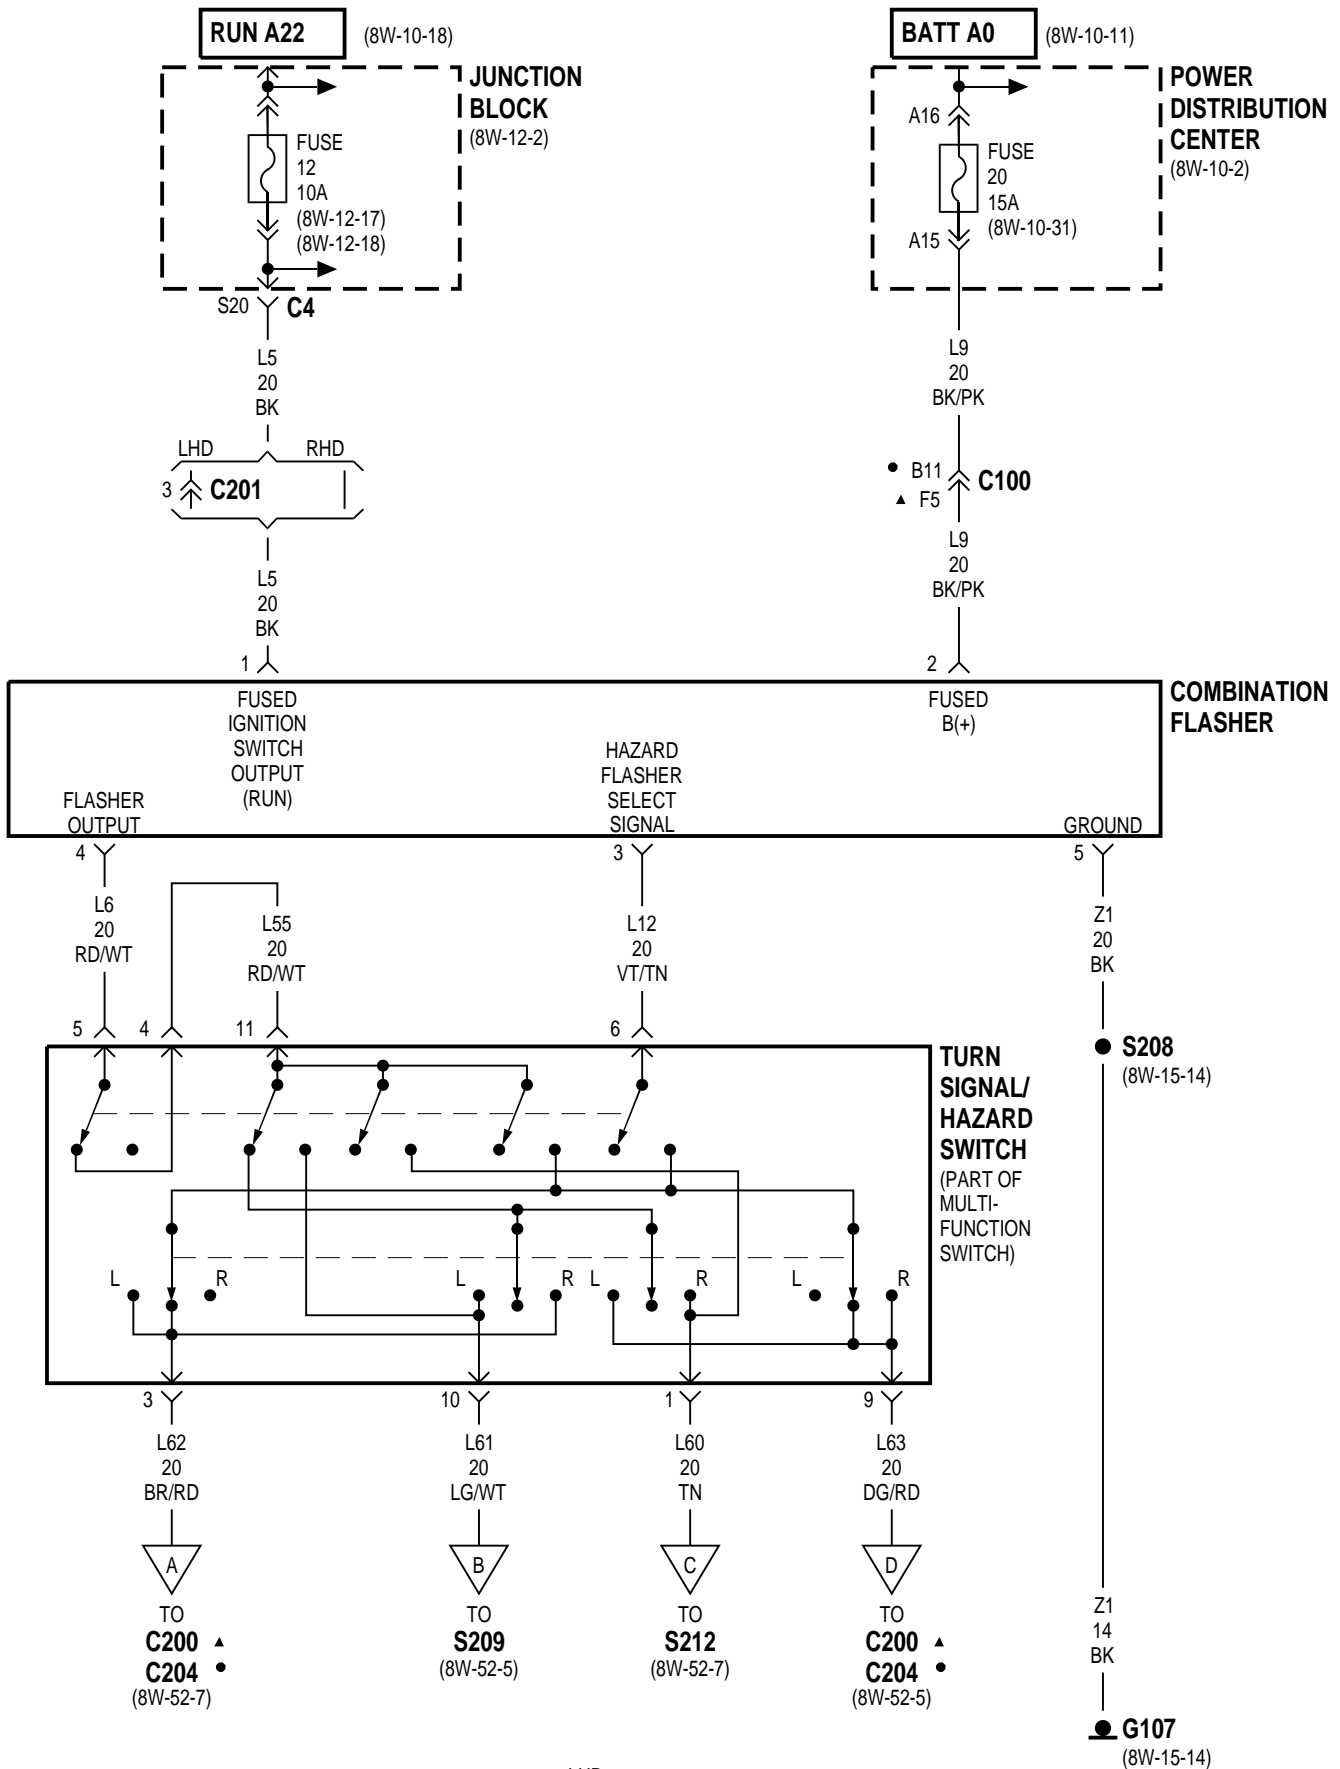 RUN A22
(8W-10-18)
BATT A0
(8W-10-11)
JUNCTION
BLOCK
(8W-12-2)
FUSE
12
10A
(8W-12-17)
(8W-12-18)
S20
C4
POWER
DISTRIBUTION
CENTER
(8W-10-2)
A16
FUSE
20
15A
(8W-10-31)
A15
L5
20
BK
LHD
RHD
3
C201
L5
20
BK
1
L9
20
BK/PK
B11
F5
C100
L9
20
BK/PK
2
COMBINATION
FLASHER
FUSED
IGNITION
SWITCH
OUTPUT
(RUN)
FUSED
B(+)
HAZARD
FLASHER
SELECT
SIGNAL
FLASHER
OUTPUT
GROUND
4
3
5
L6
20
RD/WT
L55
20
RD/WT
L12
20
VT/TN
Z1
20
BK
5
4
11
6
S208
(8W-15-14)
TURN
SIGNAL/
HAZARD
SWITCH
(PART OF
MULTI-
FUNCTION
SWITCH)
L
R
L
R
L
R
L
R
3
10
1
9
L62
20
BR/RD
L61
20
LG/WT
L60
20
TN
L63
20
DG/RD
A
B
C
D
TO
C200
C204
(8W-52-7)
TO
S209
(8W-52-5)
TO
S212
(8W-52-7)
TO
C200
C204
(8W-52-5)
Z1
14
BK
G107
(8W-15-14)